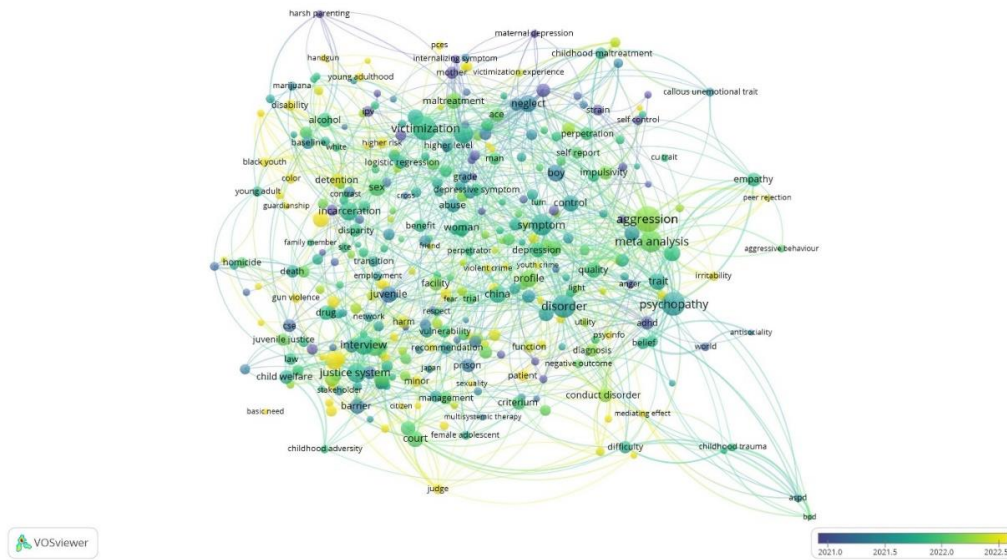 harsh parenting
maternal depression
pces
childhood maltreatment
handgun
internalizing symptom
mother
victimization experience
young adulthood
marijuana
callous unemotional trait
disability
maltreatment
neglect
ipv
ace
strain
alcohol
self control
victimization
perpetration
baseline
white
higher risk
higher level
man
self report
cu trait
black youth
logistic regression
color
detention
sex
grade
boy
impulsivity
empathy
young adult
contrast
cross
depressive symptom
peer rejection
guardianship
incarceration
abuse
twin
control
aggression
disparity
benefit
woman
symptom
family member
site
friend
meta analysis
aggressive behaviour
perpetrator
depression
homicide
death
transition
violent crime
youth crime
quality
employment
facility
profile
light
anger
trait
irritability
gun violence
juvenile
fear
trial
china
disorder
psychopathy
drug
network
respect
cse
harm
vulnerability
utility
adhd
antisociality
juvenile justice
interview
recommendation
function
psycinfo
belief
world
law
japan
diagnosis
child welfare
justice system
prison
patient
negative outcome
stakeholder
minor
sexuality
barrier
citizen
management
criterium
conduct disorder
basic need
multisystemic therapy
mediating effect
court
female adolescent
childhood adversity
difficulty
childhood trauma
judge
aspd
bpd
VOSviewer
2021.0 2021.5 2022.0 2022.5